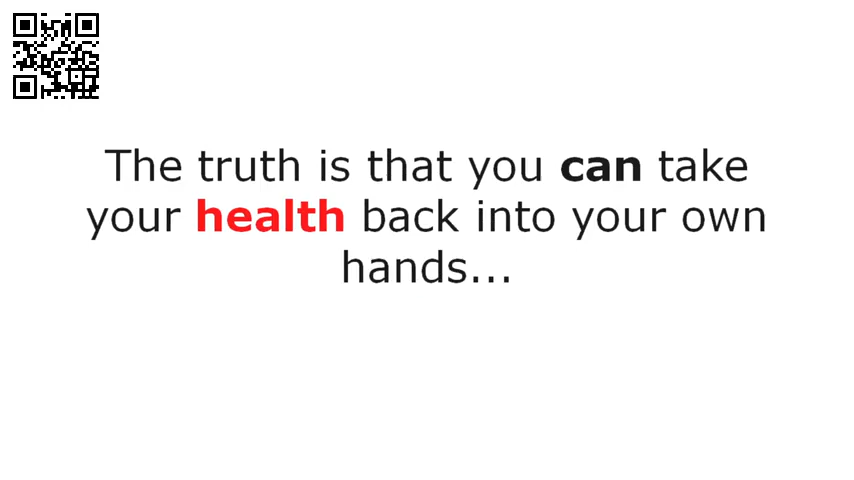 The truth is that you can take
your health back into your own
hands...